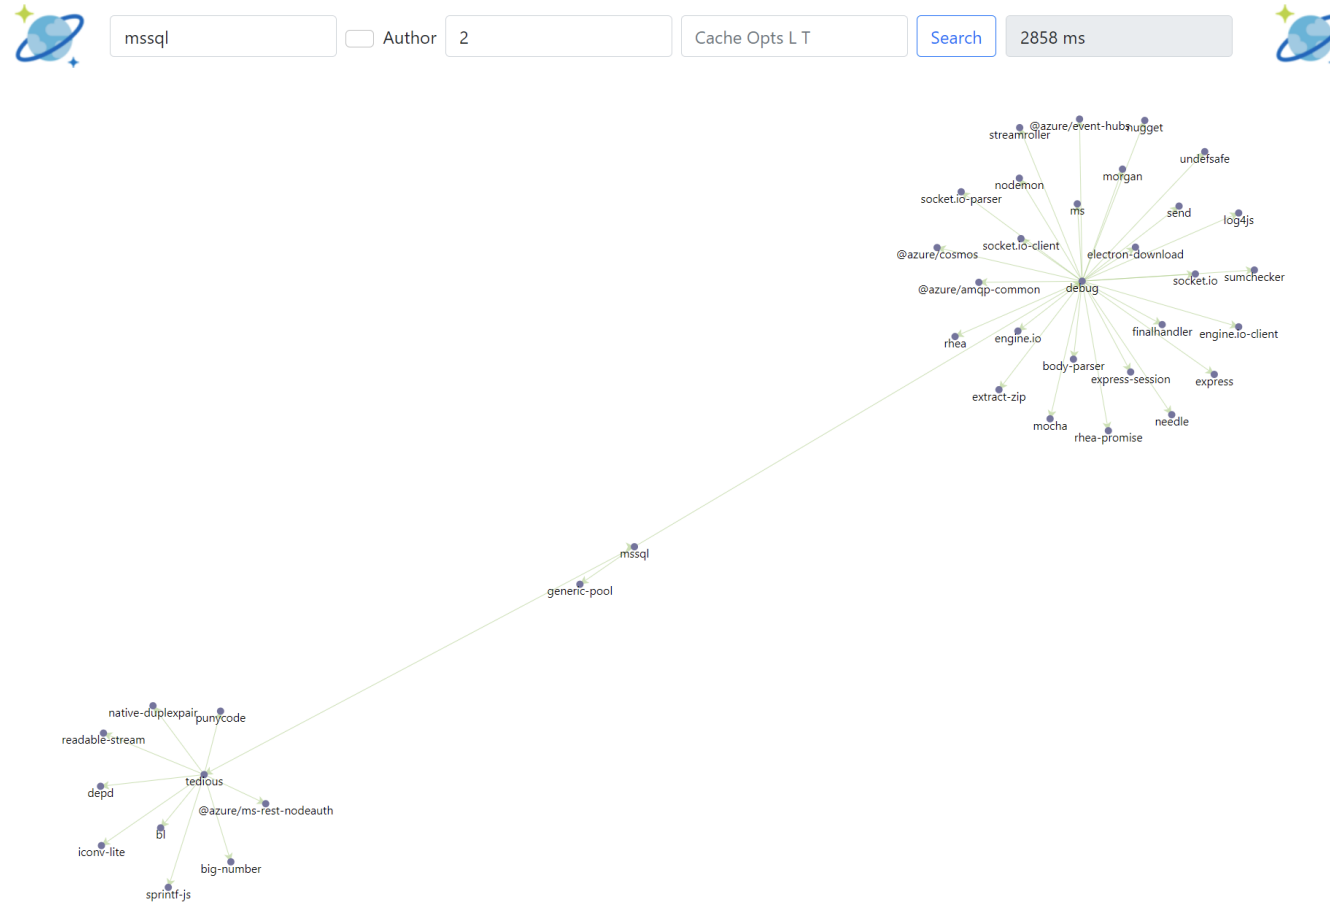 mssql
Author
2
Cache Opts L T
Search
2858 ms
streamroller
@azure/event-hubs
nugget
undefsafe
morgan
nodemon
socket.io-parser
ms
send
log4js
socket.io-client
@azure/cosmos
electron-download
socket.io
sumchecker
@azure/amqp-common
debug
rhea
engine.io
finalhandler
engine.io-client
body-parser
express-session
express
extract-zip
mocha
needle
rhea-promise
mssql
generic-pool
native-duplexpair
punycode
readable-stream
tedious
depd
@azure/ms-rest-nodeauth
bl
iconv-lite
big-number
sprintf-js